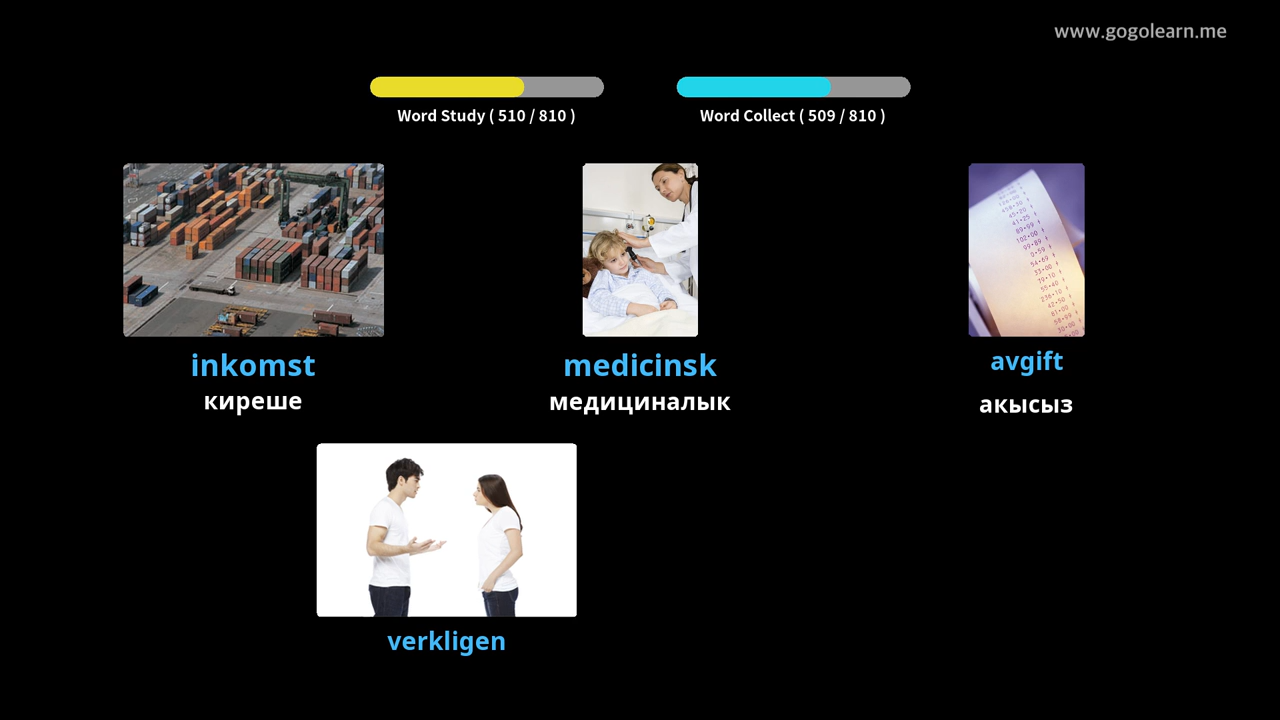 www.gogolearn.me
Word Study ( 510 / 810 )
Word Collect ( 509 / 810 )
inkomst
киреше
medicinsk
медициналык
avgift
акысыз
verkligen